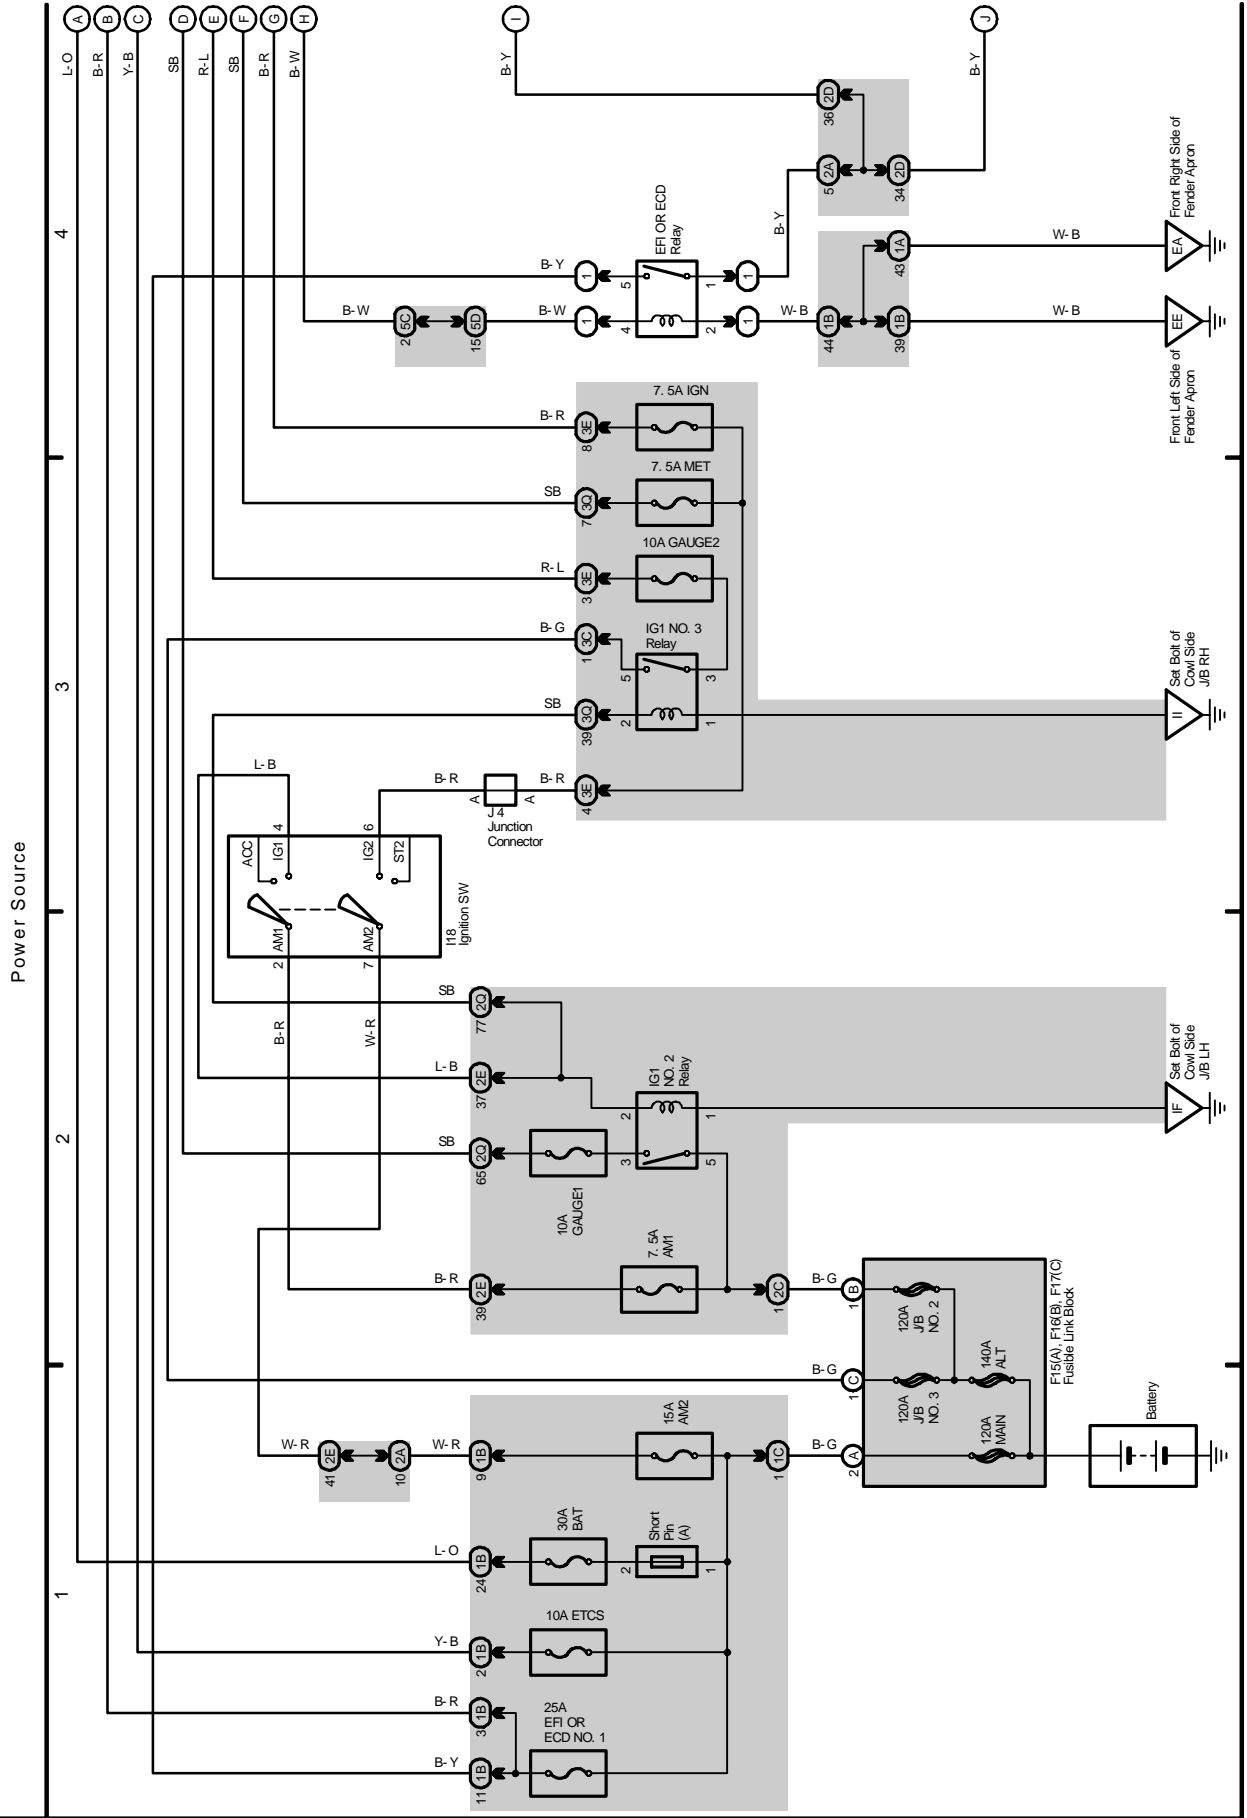 Power Source
1
2
3
4
A
B
C
D
E
F
G
H
I
J
L-O
B-R
Y-B
SB
R-L
SB
B-R
B-W
B-Y
B-Y
36
2D
5
2A
34
2D
B-Y
EFI OR ECD
Relay
B-Y
1
5
1
1
B-W
2
5C
15
5D
B-W
1
4
2
1
W-B
44
1B
43
1A
39
1B
W-B
W-B
EA
Front Right Side of
Fender Apron
EE
Front Left Side of
Fender Apron
B-R
8
3E
7. 5A IGN
SB
7
3Q
7. 5A MET
R-L
3
3E
10A GAUGE2
B-G
1
3C
IG1 NO. 3
Relay
5
3
SB
39
3Q
2
1
II
Set Bolt of
Cowl Side
J/B RH
L-B
B-R
A
A
B-R
4
3E
J 4
Junction
Connector
ACC
IG1
4
IG2
6
ST2
2
AM1
7
AM2
I18
Ignition SW
B-R
W-R
SB
77
2Q
L-B
37
2E
IG1
NO. 2
Relay
2
1
3
5
SB
65
2Q
10A
GAUGE1
IF
Set Bolt of
Cowl Side
J/B LH
B-R
39
2E
7. 5A
AM1
1
2C
B-G
1
B
120A
J/B
NO. 2
B-G
1
C
120A
J/B
NO. 3
140A
ALT
F15(A), F16(B), F17(C)
Fusible Link Block
W-R
41
2E
10
2A
W-R
9
1B
15A
AM2
1
1C
B-G
2
A
120A
MAIN
Battery
L-O
24
1B
30A
BAT
2
1
Short
Pin
(A)
Y-B
2
1B
10A ETCS
B-R
3
1B
B-Y
11
1B
25A
EFI OR
ECD NO. 1